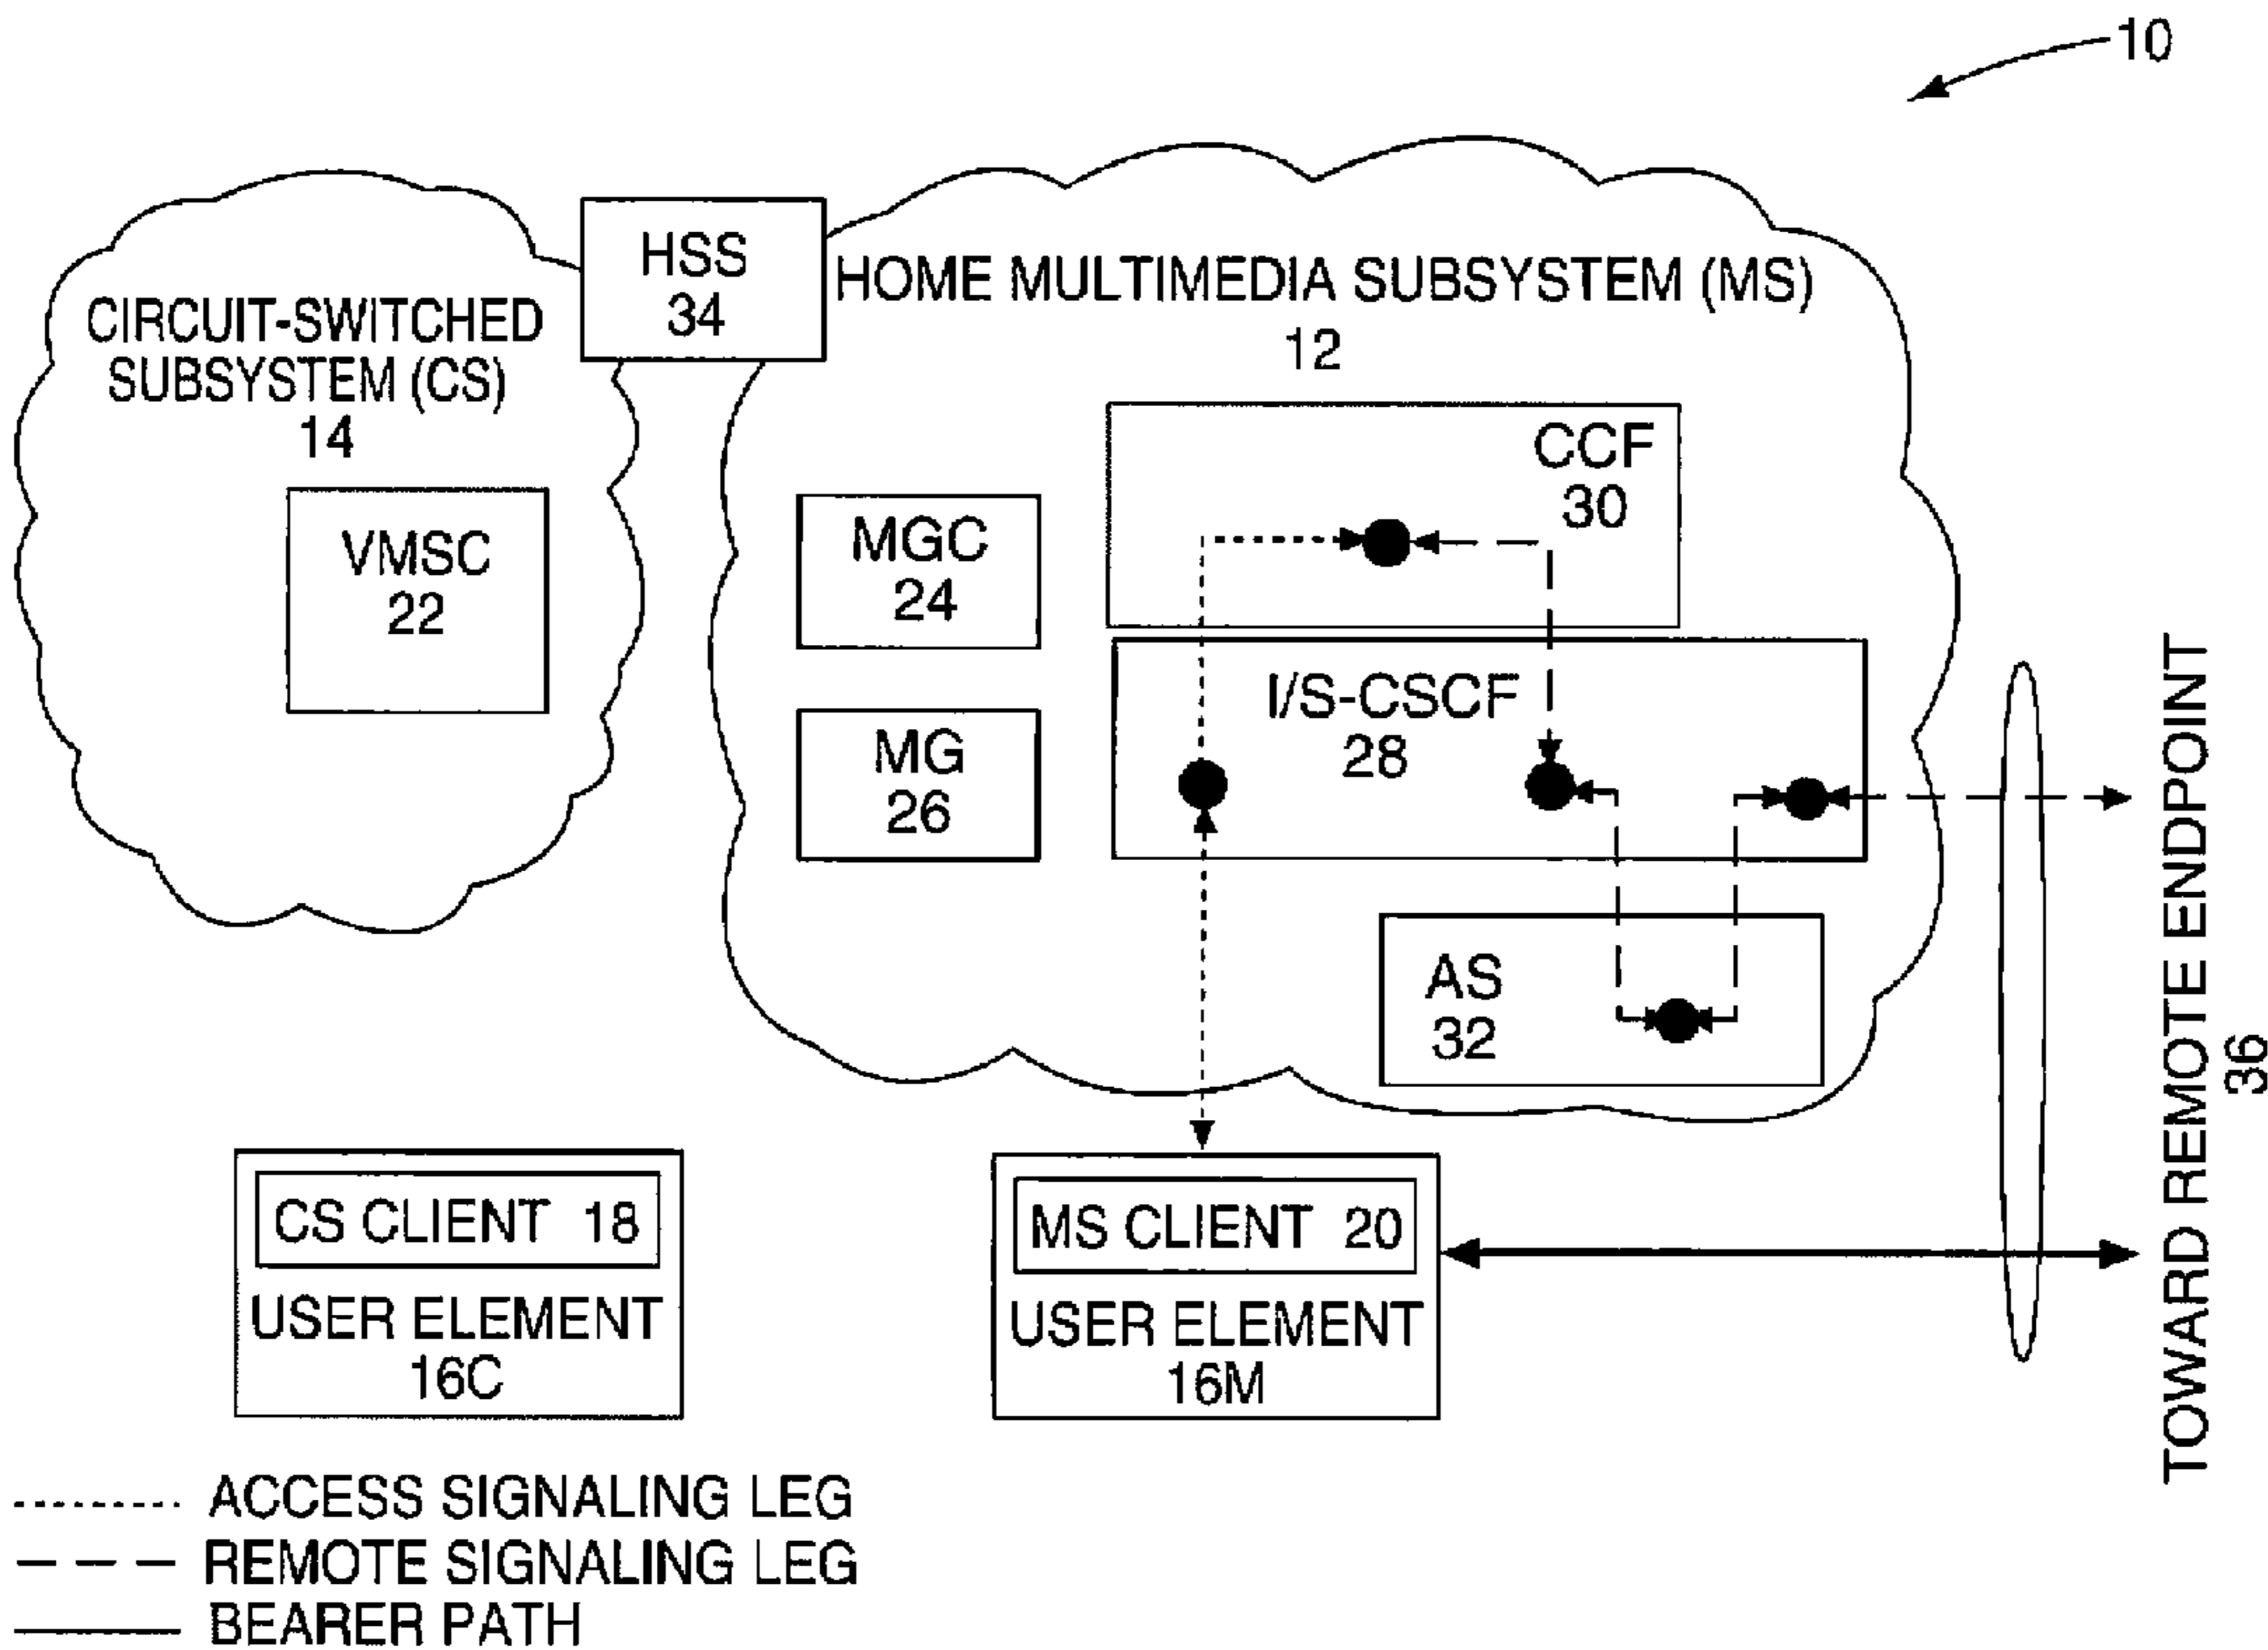 10
HSS
34
HOME MULTIMEDIA SUBSYSTEM (MS)
12
CIRCUIT-SWITCHED
SUBSYSTEM (CS)
14
VMSC
22
MGC
24
MG
26
CCF
30
I/S-CSCF
28
AS
32
CS CLIENT 18
USER ELEMENT
16C
MS CLIENT 20
USER ELEMENT
16M
TOWARD REMOTE ENDPOINT
36
ACCESS SIGNALING LEG
REMOTE SIGNALING LEG
BEARER PATH